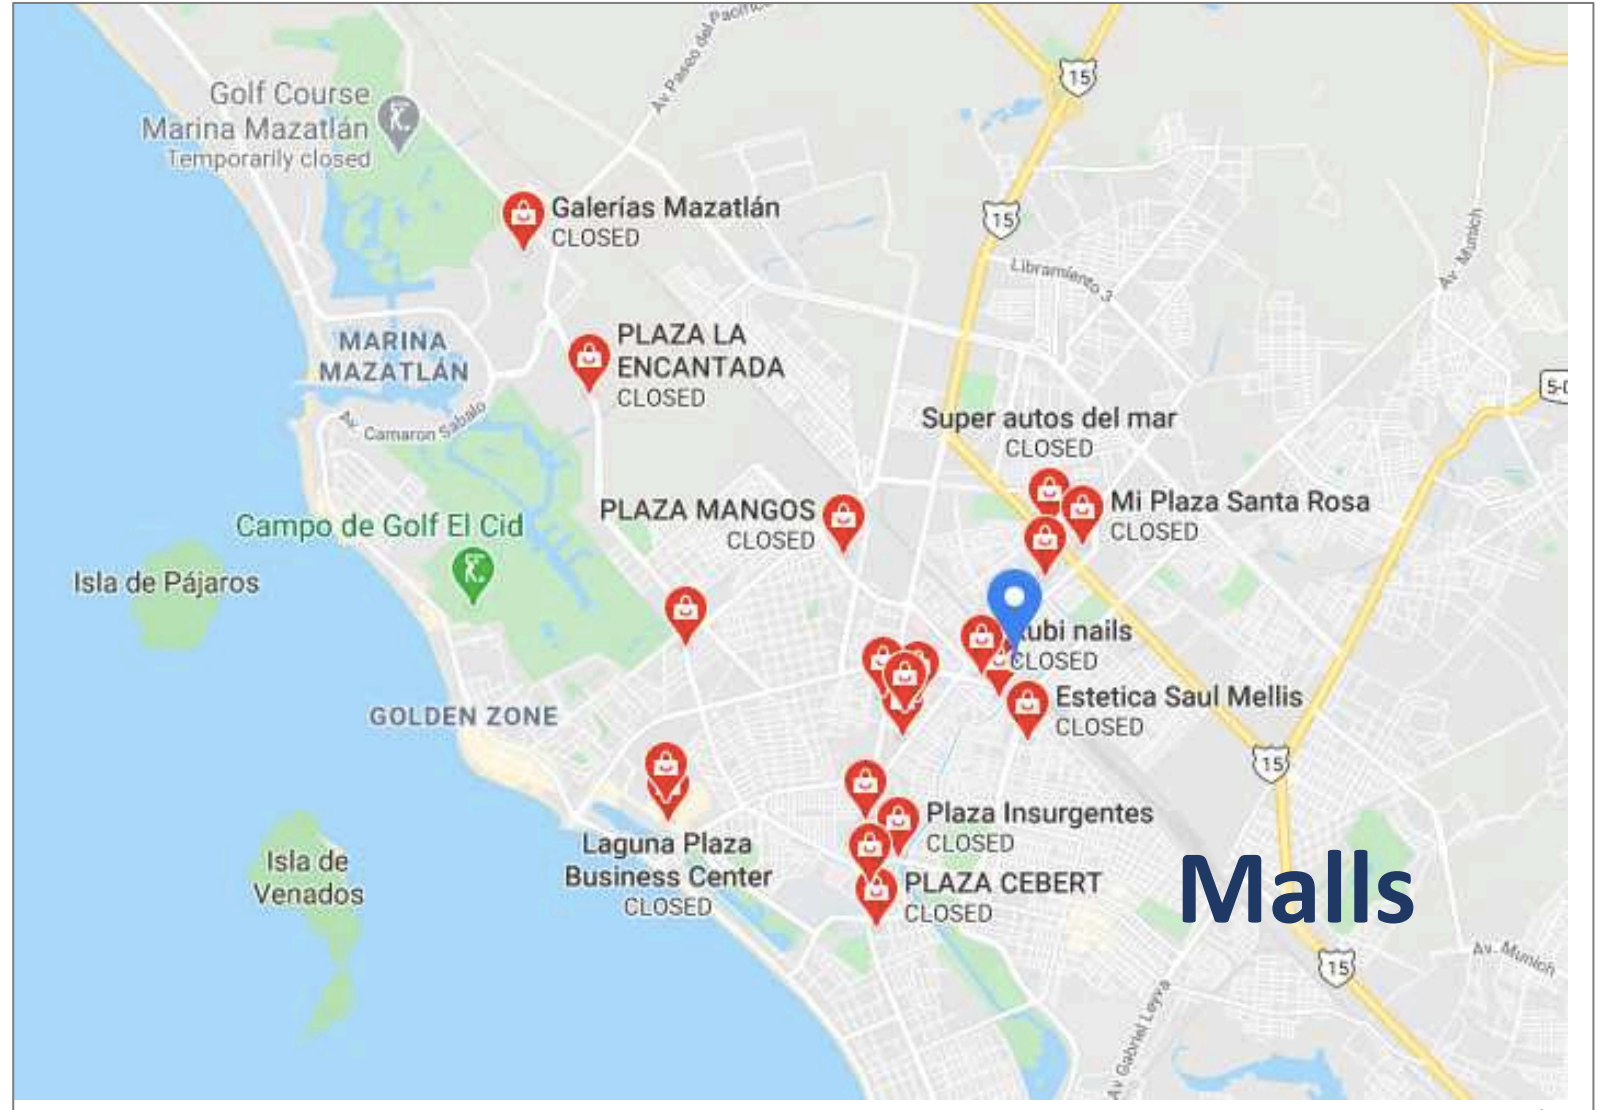 Av Paseo del Pacífico
15
Golf Course
Marina Mazatlán
Temporarily closed
Galerías Mazatlán
CLOSED
15
Av. Munich
Libramiento 3
MARINA
MAZATLÁN
PLAZA LA
ENCANTADA
CLOSED
Av. Camaron Sabalo
Super autos del mar
CLOSED
Mi Plaza Santa Rosa
CLOSED
PLAZA MANGOS
CLOSED
Campo de Golf El Cid
Isla de Pájaros
nails
CLOSED
Estetica Saul Mellis
CLOSED
GOLDEN ZONE
15
Plaza Insurgentes
CLOSED
Laguna Plaza
Business Center
CLOSED
Isla de
Venados
PLAZA CEBERT
CLOSED
Malls
15
Av. Munich
Av Gabriel Leyva